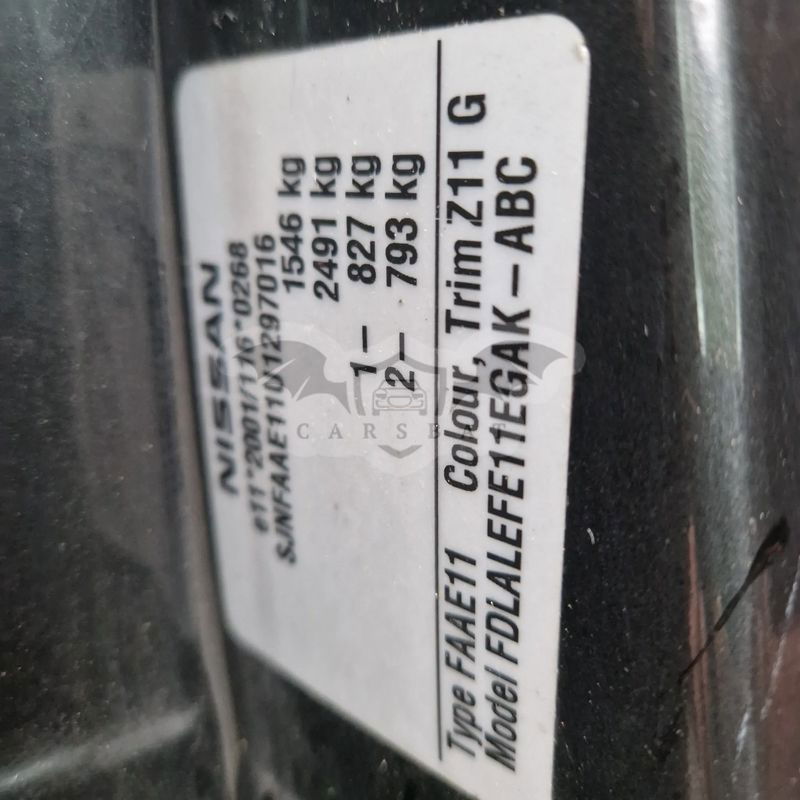 NISSAN
e11*2001/116*0268
SJNFAAE11U1297016
1546 kg
2491 kg
1– 827 kg
2– 793 kg
Type FAAE11 Colour, Trim Z11 G
Model FDLALEFE11EGAK–ABC
CARSBAT